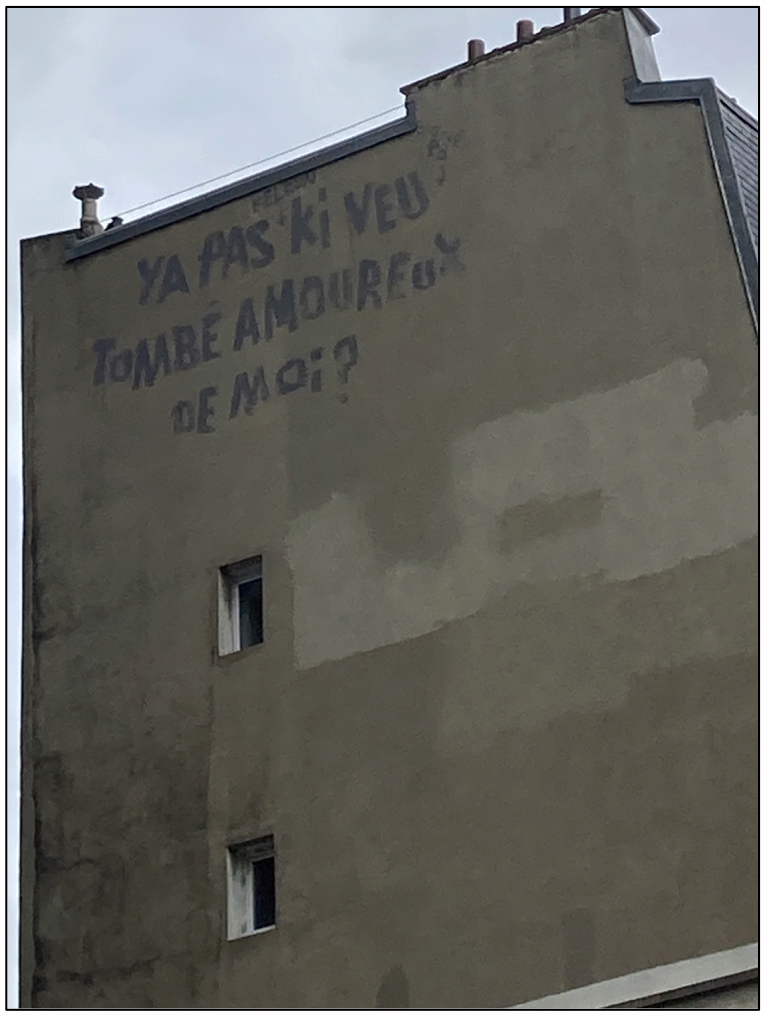 YA PAS Ki VEU
TOMBÉ AMOUREUX
DE MOi?